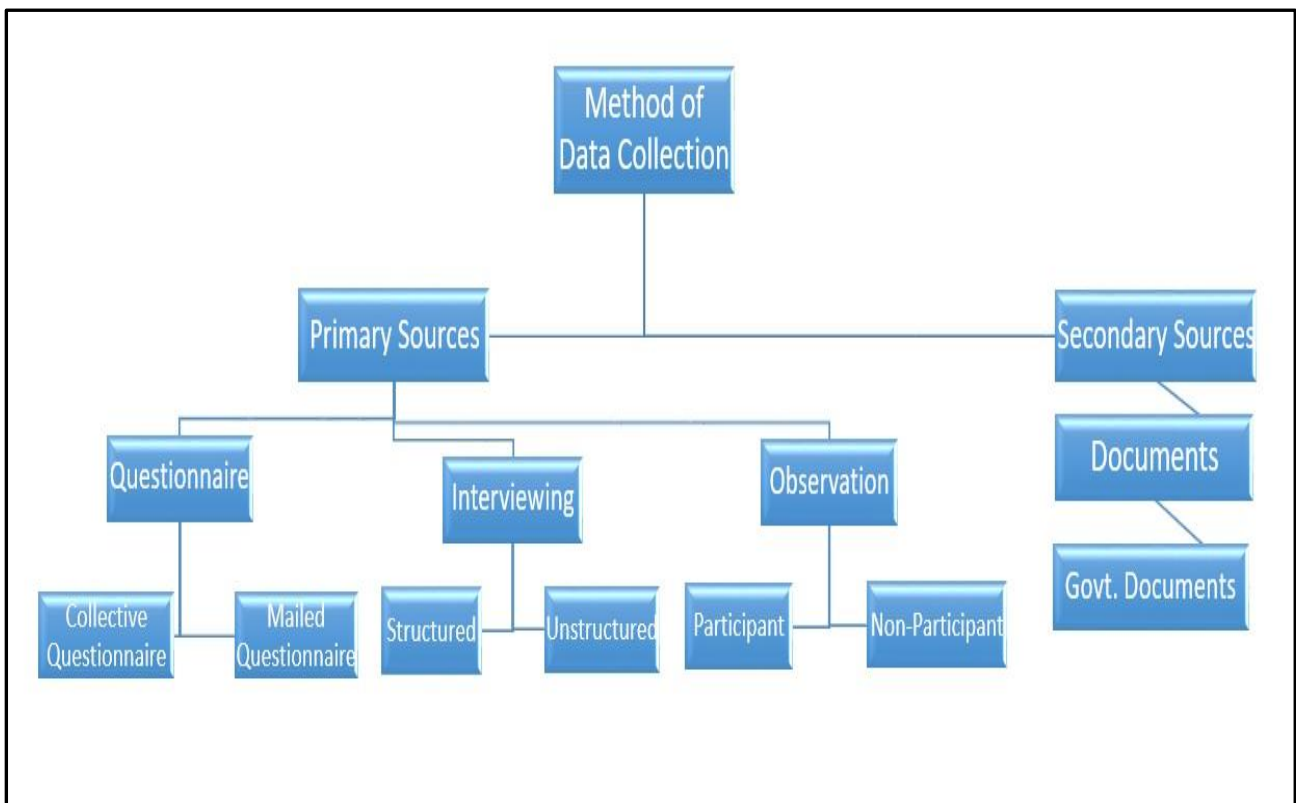 Method of
Data Collection
Primary Sources
Secondary Sources
Questionnaire
Interviewing
Observation
Documents
Collective
Questionnaire
Mailed
Questionnaire
Structured
Unstructured
Participant
Non-Participant
Govt. Documents